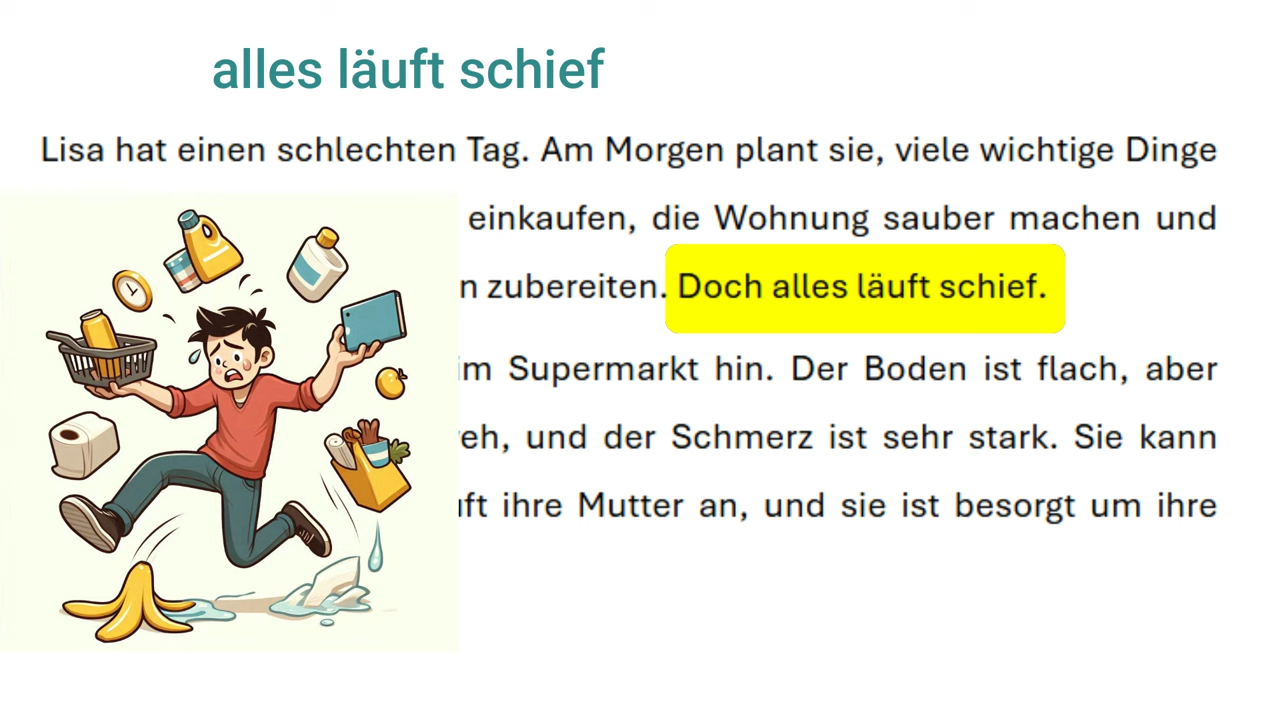 alles läuft schief
Lisa hat einen schlechten Tag. Am Morgen plant sie, viele wichtige Dinge
einkaufen, die Wohnung sauber machen und
zubereiten. Doch alles läuft schief.
im Supermarkt hin. Der Boden ist flach, aber
und der Schmerz ist sehr stark. Sie kann
ihre Mutter an, und sie ist besorgt um ihre